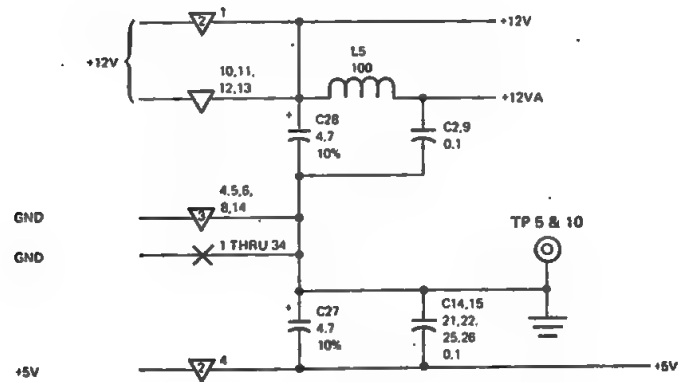 2 1
+12V
+12V
10,11,
12,13
L5
100
+12VA
+ C28
4.7
10%
C2,9
0.1
4,5,6,
8,14
GND 3
GND 1 THRU 34
TP 5 & 10
+ C27
4.7
10%
C14,15
21,22,
25,26
0.1
+5V 2 4 +5V